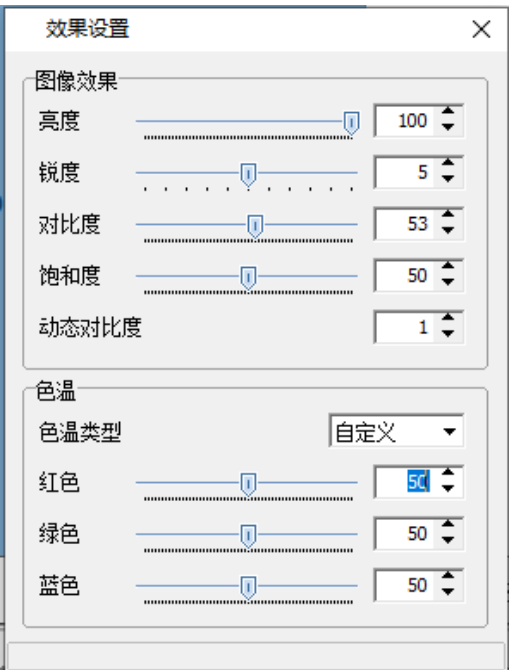 效果设置
图像效果
亮度 100
锐度 5
对比度 53
饱和度 50
动态对比度 1
色温
色温类型 自定义
红色 50
绿色 50
蓝色 50